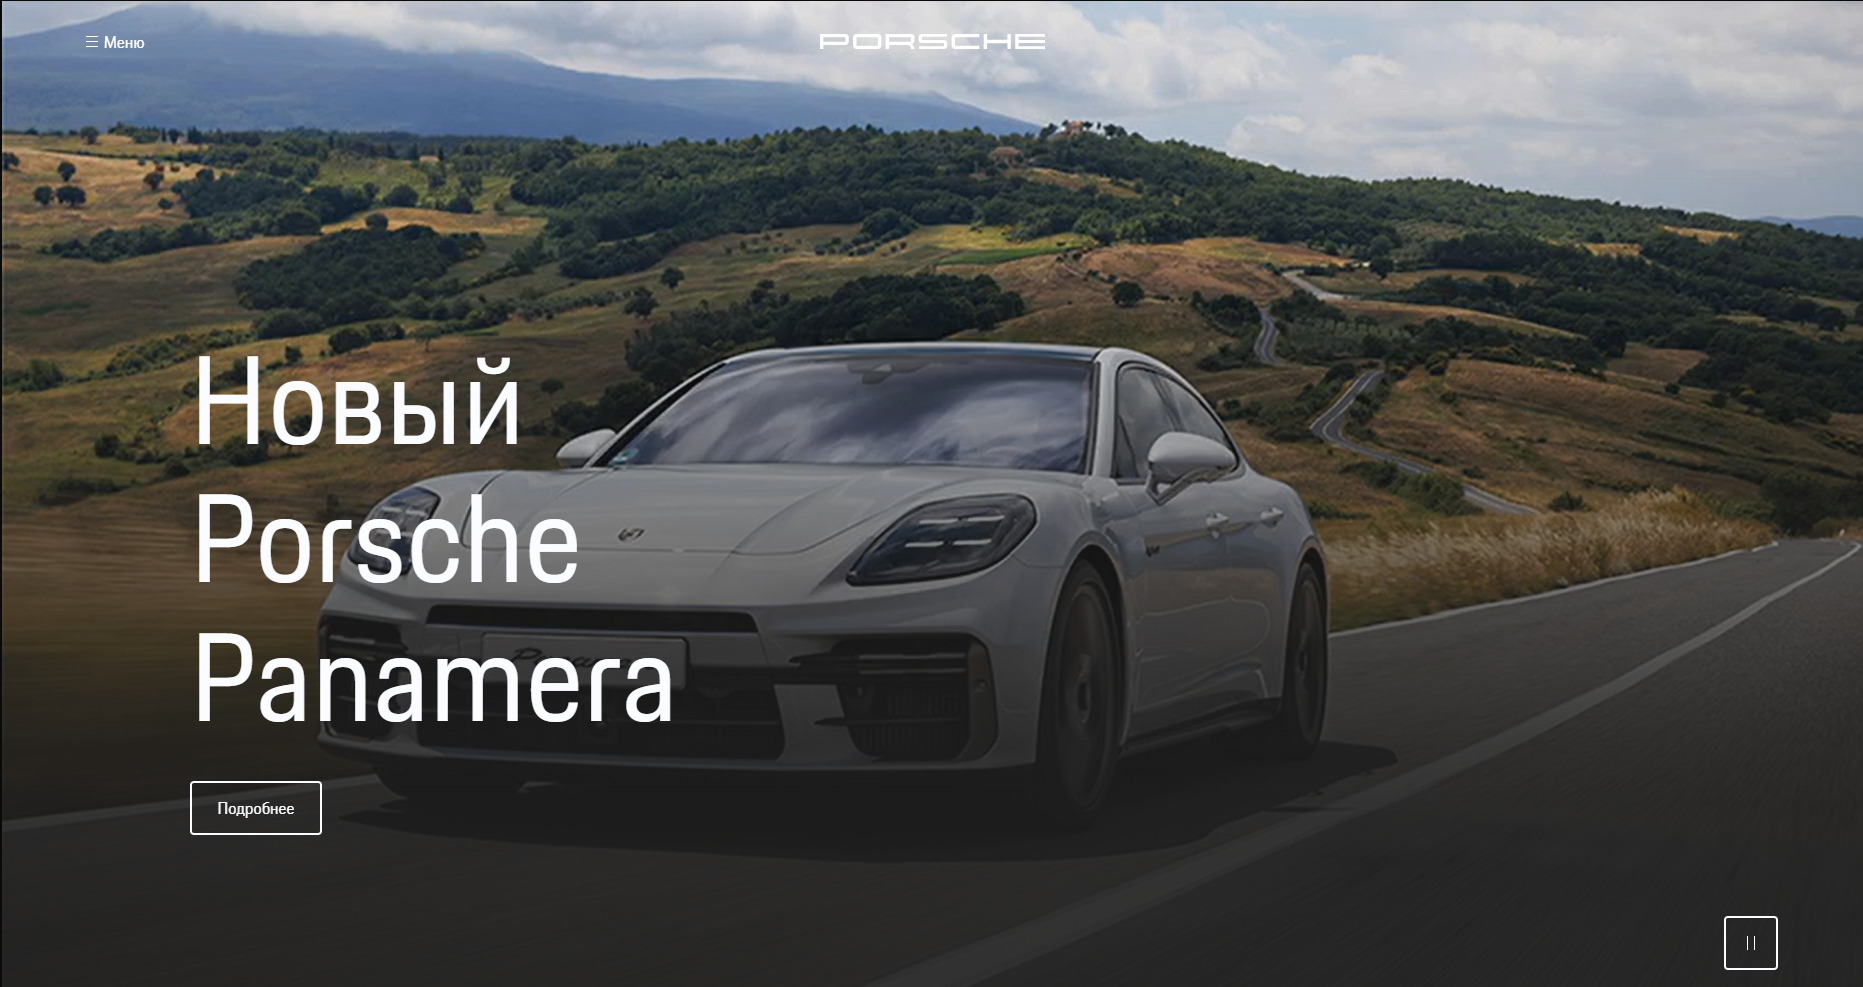 Меню
PORSCHE
Новый
Porsche
Panamera
Подробнее